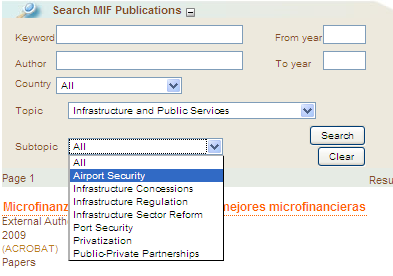 Search MIF Publications
Keyword From year
Author To year
Country All
Topic Infrastructure and Public Services
Search
Subtopic All
Clear
All
Airport Security
Infrastructure Concessions
Infrastructure Regulation
Infrastructure Sector Reform
Port Security
Privatization
Public-Private Partnerships
Page 1
Microfinanz mejores microfinancieras
External Auth
2009
(ACROBAT)
Papers